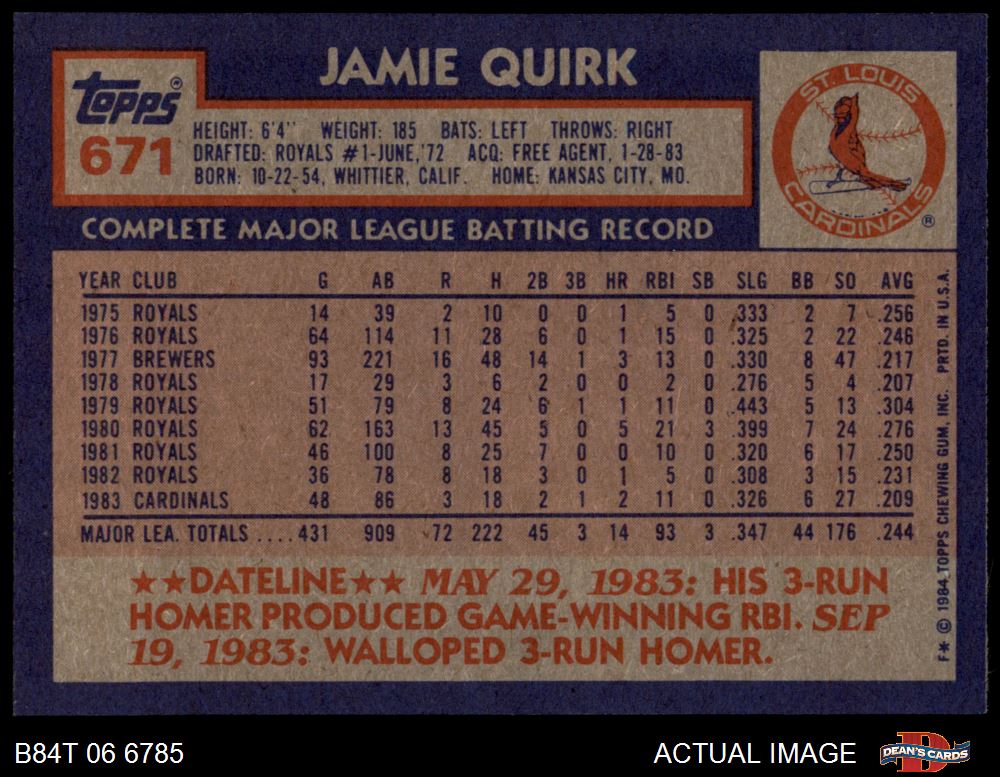 JAMIE QUIRK
Topps®
671
HEIGHT: 6'4" WEIGHT: 185 BATS: LEFT THROWS: RIGHT
DRAFTED: ROYALS #1-JUNE,'72 ACQ: FREE AGENT, 1-28-83
BORN: 10-22-54, WHITTIER, CALIF. HOME: KANSAS CITY, MO.
ST. LOUIS
CARDINALS
®
COMPLETE MAJOR LEAGUE BATTING RECORD
YEAR CLUB G AB R H 2B 3B HR RBI SB SLG BB SO AVG
1975 ROYALS 14 39 2 10 0 0 1 5 0 .333 2 7 .256
1976 ROYALS 64 114 11 28 6 0 1 15 0 .325 2 22 .246
1977 BREWERS 93 221 16 48 14 1 3 13 0 .330 8 47 .217
1978 ROYALS 17 29 3 6 2 0 0 2 0 .276 5 4 .207
1979 ROYALS 51 79 8 24 6 1 1 11 0 .443 5 13 .304
1980 ROYALS 62 163 13 45 5 0 5 21 3 .399 7 24 .276
1981 ROYALS 46 100 8 25 7 0 0 10 0 .320 6 17 .250
1982 ROYALS 36 78 8 18 3 0 1 5 0 .308 3 15 .231
1983 CARDINALS 48 86 3 18 2 1 2 11 0 .326 6 27 .209
MAJOR LEA. TOTALS ....431 909 72 222 45 3 14 93 3 .347 44 176 .244
★★DATELINE★★ MAY 29, 1983: HIS 3-RUN
HOMER PRODUCED GAME-WINNING RBI. SEP
19, 1983: WALLOPED 3-RUN HOMER.
F* © 1984 TOPPS CHEWING GUM, INC. PRTD. IN U.S.A.
B84T 06 6785
ACTUAL IMAGE
D
DEAN'S CARDS